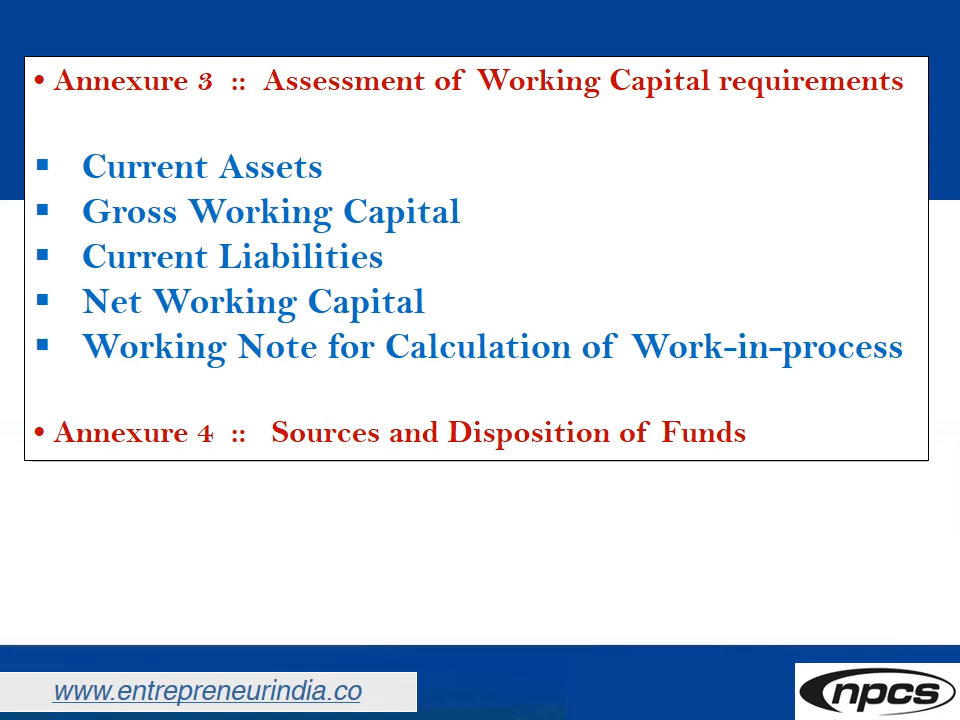 • Annexure 3 :: Assessment of Working Capital requirements
▪ Current Assets
▪ Gross Working Capital
▪ Current Liabilities
▪ Net Working Capital
▪ Working Note for Calculation of Work-in-process
• Annexure 4 :: Sources and Disposition of Funds
www.entrepreneurindia.co
npcs